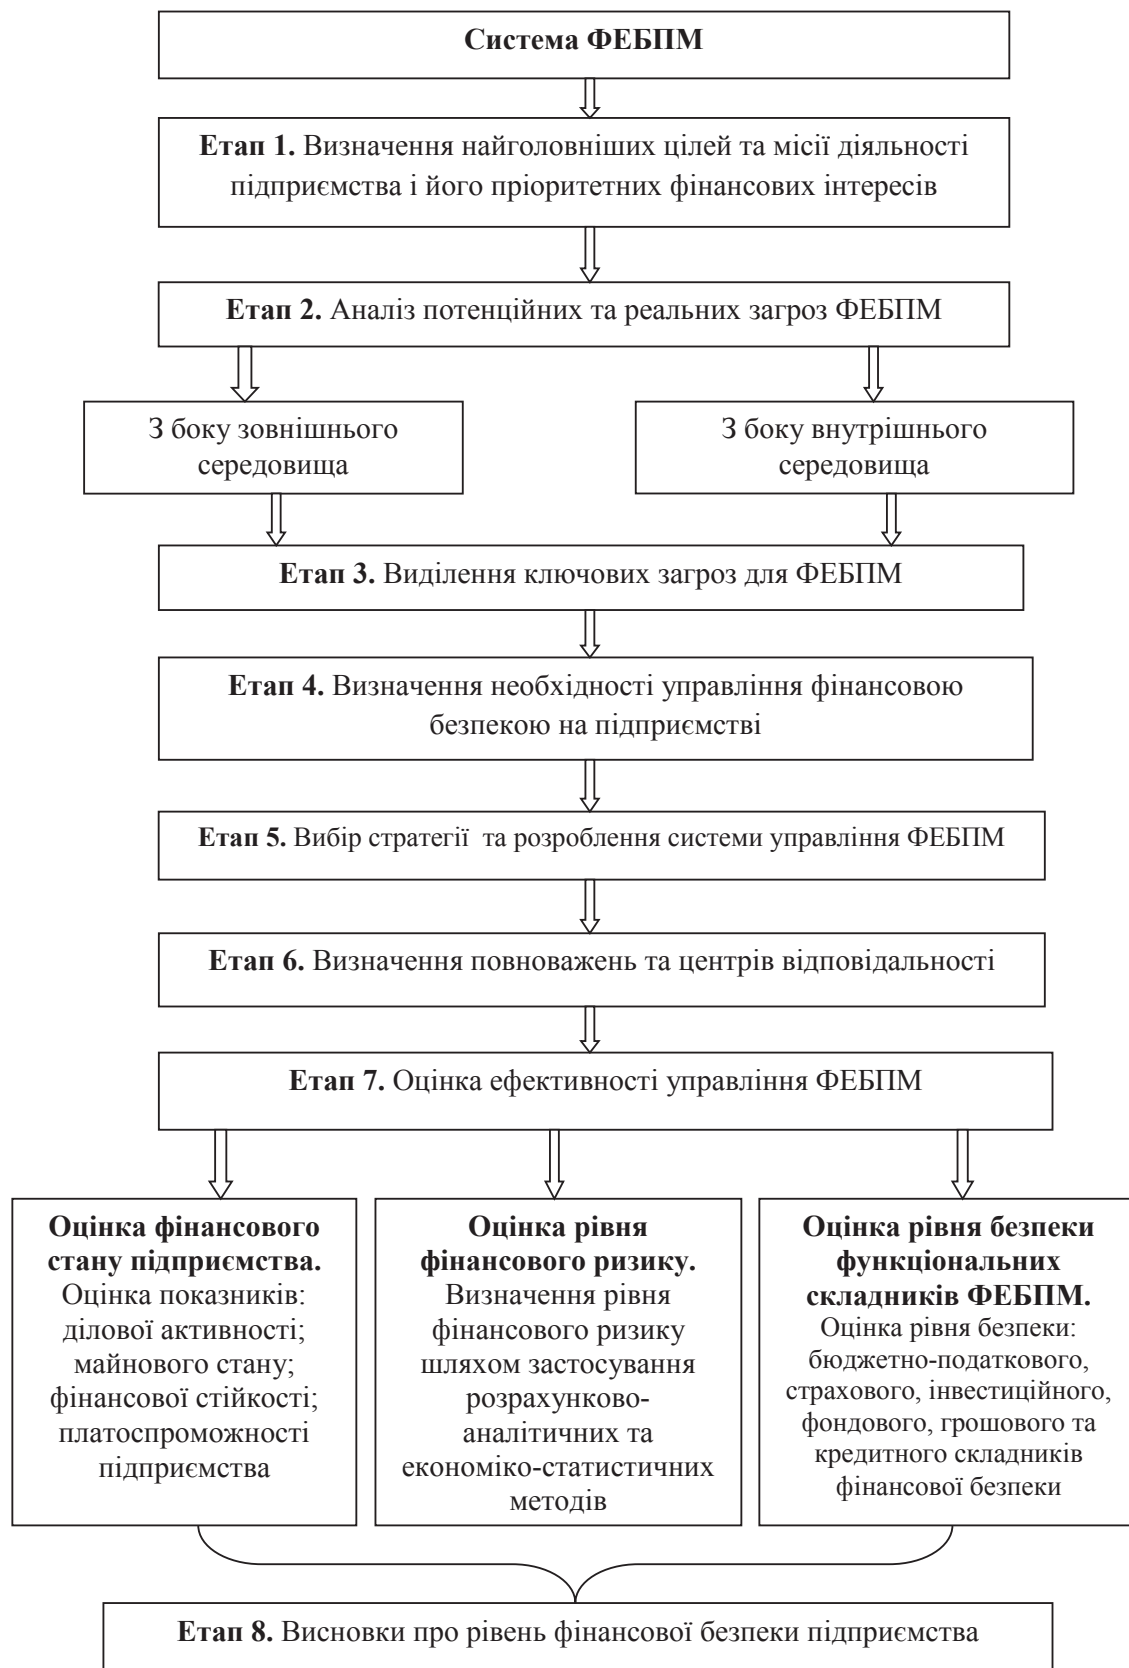 Система ФЕБПМ
Етап 1. Визначення найголовніших цілей та місії діяльності
підприємства і його пріоритетних фінансових інтересів
Етап 2. Аналіз потенційних та реальних загроз ФЕБПМ
З боку зовнішнього
середовища
З боку внутрішнього
середовища
Етап 3. Виділення ключових загроз для ФЕБПМ
Етап 4. Визначення необхідності управління фінансовою
безпекою на підприємстві
Етап 5. Вибір стратегії та розроблення системи управління ФЕБПМ
Етап 6. Визначення повноважень та центрів відповідальності
Етап 7. Оцінка ефективності управління ФЕБПМ
Оцінка фінансового
стану підприємства.
Оцінка показників:
ділової активності;
майнового стану;
фінансової стійкості;
платоспроможності
підприємства
Оцінка рівня
фінансового ризику.
Визначення рівня
фінансового ризику
шляхом застосування
розрахунково-
аналітичних та
економіко-статистичних
методів
Оцінка рівня безпеки
функціональних
складників ФЕБПМ.
Оцінка рівня безпеки:
бюджетно-податкового,
страхового, інвестиційного,
фондового, грошового та
кредитного складників
фінансової безпеки
Етап 8. Висновки про рівень фінансової безпеки підприємства